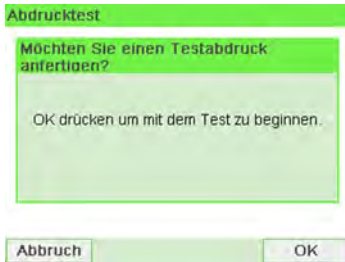 Abdrucktest
Möchten Sie einen Testabdruck
anfertigen?
OK drücken um mit dem Test zu beginnen.
Abbruch
OK